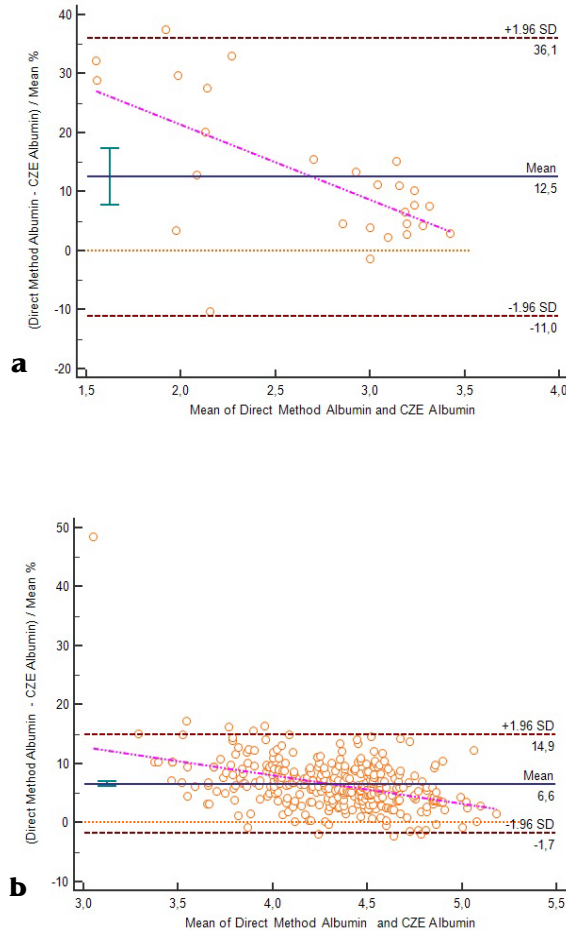 40
+1.96 SD
36,1
30
20
Mean
12,5
10
0
-1.96 SD
-11,0
-10
-20
(Direct Method Albumin - CZE Albumin) / Mean %
1,5 2,0 2,5 3,0 3,5 4,0
Mean of Direct Method Albumin and CZE Albumin
a
50
40
30
20
+1.96 SD
14,9
10
Mean
6,6
0
-1.96 SD
-1,7
-10
(Direct Method Albumin - CZE Albumin) / Mean %
3,0 3,5 4,0 4,5 5,0 5,5
Mean of Direct Method Albumin and CZE Albumin
b